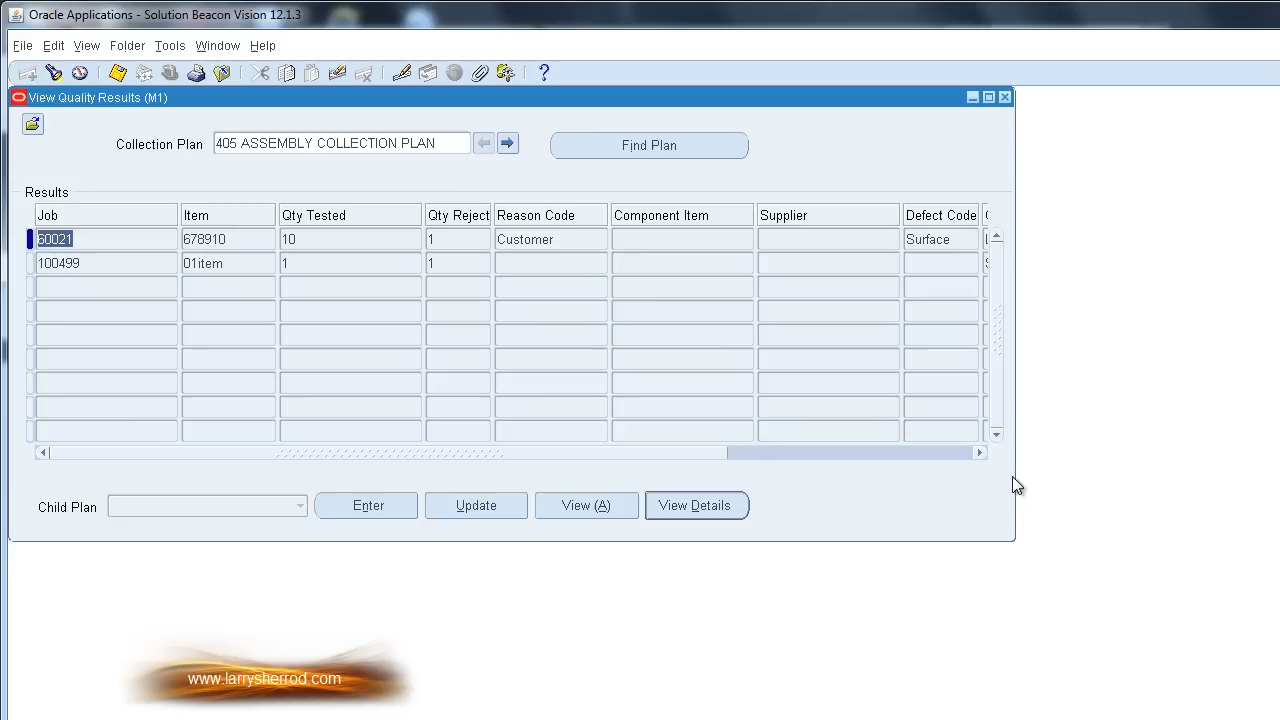 Oracle Applications - Solution Beacon Vision 12.1.3
File Edit View Folder Tools Window Help
View Quality Results (M1)
Collection Plan 405 ASSEMBLY COLLECTION PLAN Find Plan
Results
Job Item Qty Tested Qty Reject Reason Code Component Item Supplier Defect Code
60021 678910 10 1 Customer Surface
100499 01item 1 1
Child Plan Enter Update View (A) View Details
www.larrysherrod.com